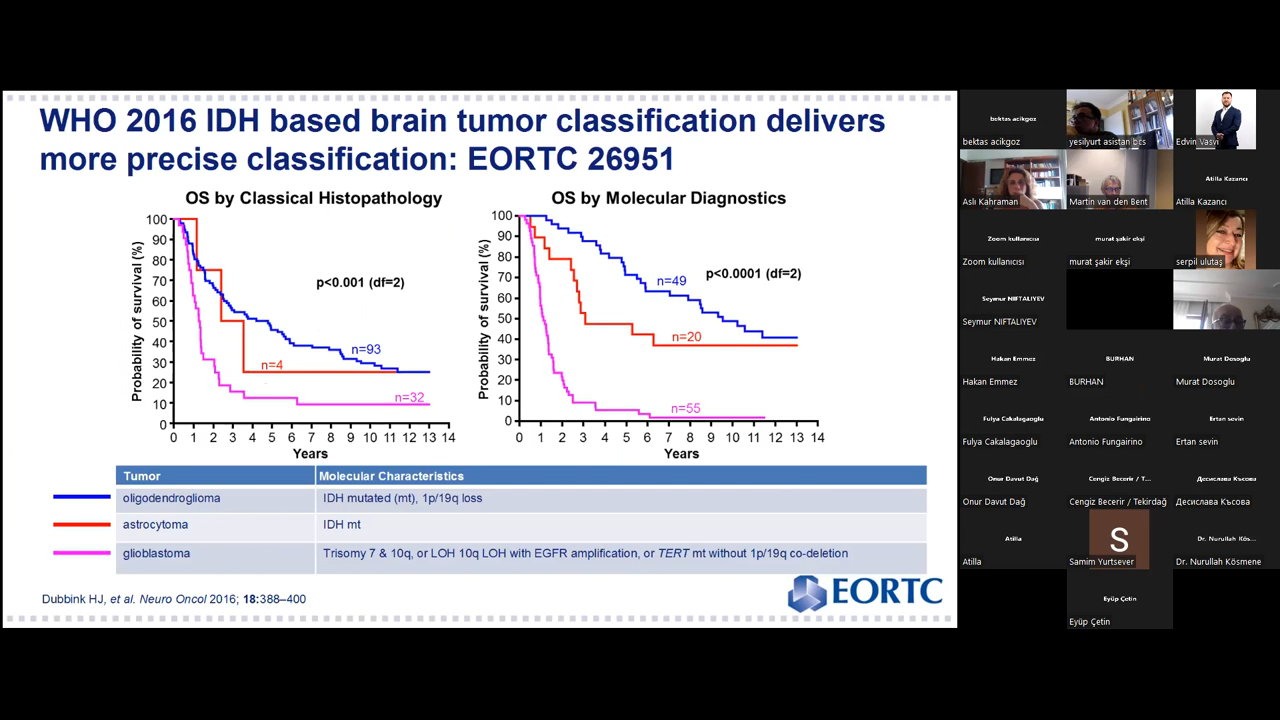 WHO 2016 IDH based brain tumor classification delivers
more precise classification: EORTC 26951
OS by Classical Histopathology
Probability of survival (%)
100
90
80
70
60
50
40
30
20
10
0
p<0.001 (df=2)
n=93
n=4
n=32
0 1 2 3 4 5 6 7 8 9 10 11 12 13 14
Years
OS by Molecular Diagnostics
Probability of survival (%)
100
90
80
70
60
50
40
30
20
10
0
p<0.0001 (df=2)
n=49
n=20
n=55
0 1 2 3 4 5 6 7 8 9 10 11 12 13 14
Years
Tumor Molecular Characteristics
oligodendroglioma IDH mutated (mt), 1p/19q loss
astrocytoma IDH mt
glioblastoma Trisomy 7 & 10q, or LOH 10q LOH with EGFR amplification, or TERT mt without 1p/19q co-deletion
Dubbink HJ, et al. Neuro Oncol 2016; 18:388–400
EORTC
bektas acikgoz
bektas acikgoz
yesilyurt asistan bcs
Edvin Vasvi
Aslı Kahraman
Martin van den Bent
Atilla Kazancı
Atilla Kazancı
Zoom kullanıcısı
Zoom kullanıcısı
murat şakir ekşi
murat şakir ekşi
serpil ulutaş
Seymur NIFTALIYEV
Seymur NIFTALIYEV
Hakan Emmez
Hakan Emmez
BURHAN
BURHAN
Murat Dosoglu
Murat Dosoglu
Fulya Cakalagaoglu
Fulya Cakalagaoglu
Antonio Fungairino
Antonio Fungairino
Ertan sevin
Ertan sevin
Onur Davut Dağ
Onur Davut Dağ
Cengiz Becerir / T...
Cengiz Becerir / Tekirdağ
Десислава Късова
Десислава Късова
Atilla
Atilla
S
Samim Yurtsever
Dr. Nurullah Kös...
Dr. Nurullah Kösmene
Eyüp Çetin
Eyüp Çetin